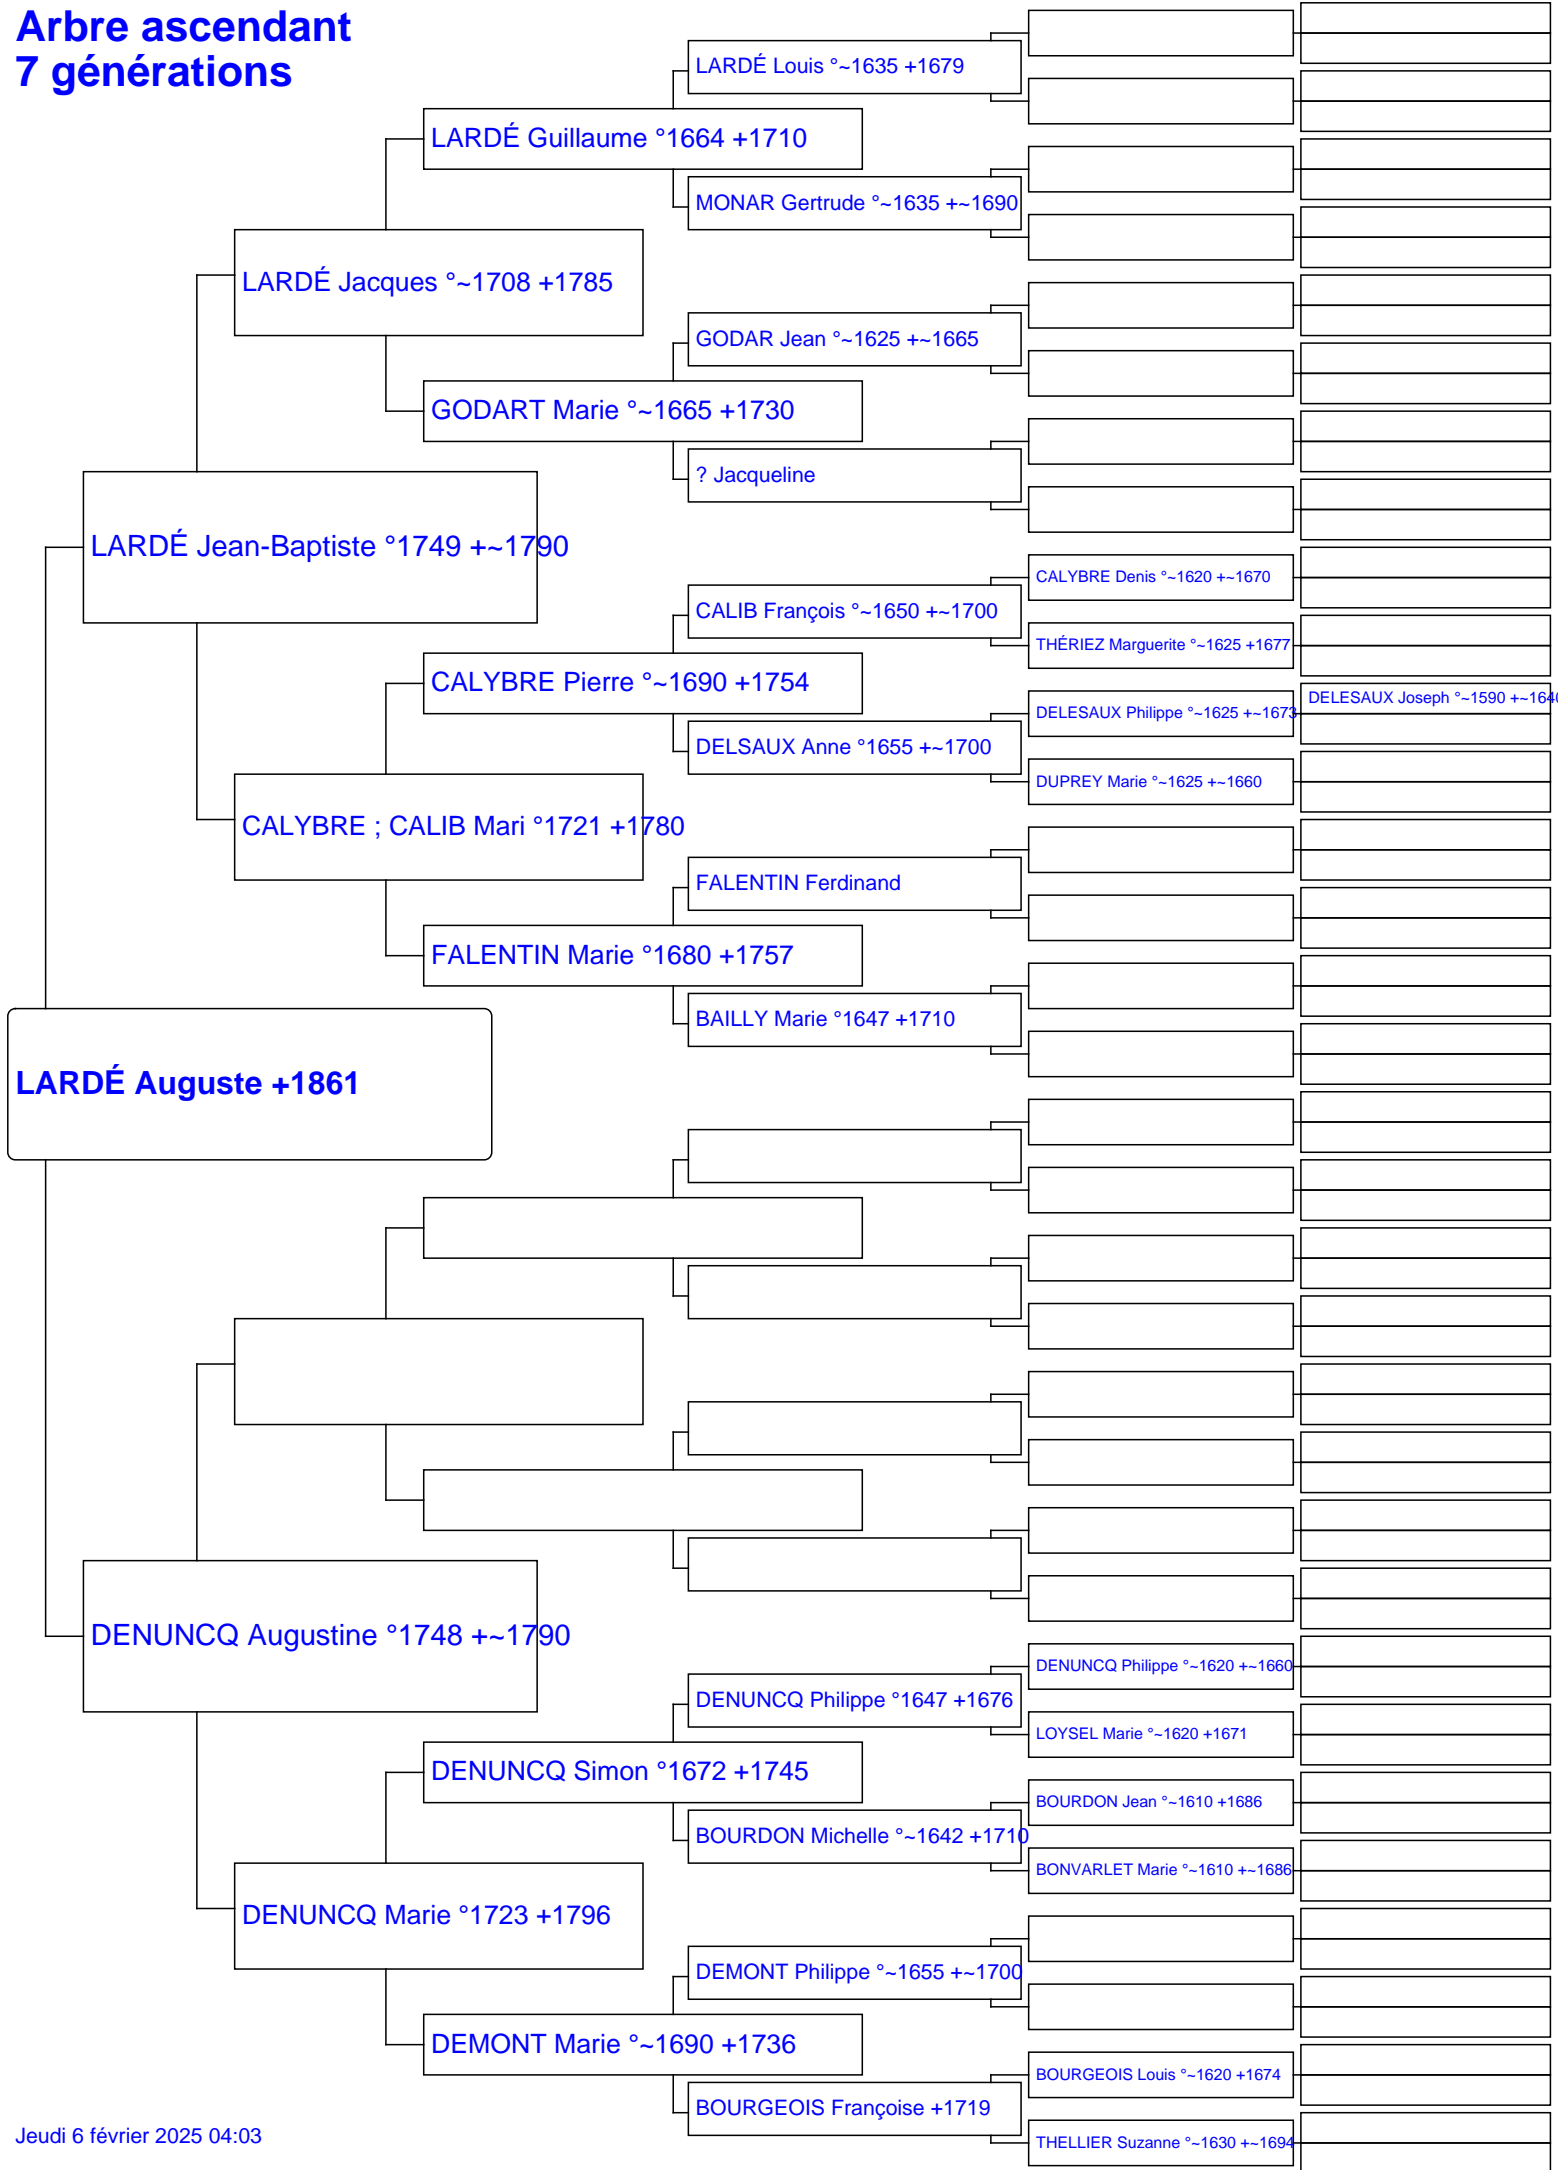 Arbre ascendant
7 générations
LARDÉ Louis °~1635 +1679
LARDÉ Guillaume °1664 +1710
MONAR Gertrude °~1635 +~1690
LARDÉ Jacques °~1708 +1785
GODAR Jean °~1625 +~1665
GODART Marie °~1665 +1730
? Jacqueline
LARDÉ Jean-Baptiste °1749 +~1790
CALYBRE Denis °~1620 +~1670
CALIB François °~1650 +~1700
THÉRIEZ Marguerite °~1625 +1677
CALYBRE Pierre °~1690 +1754
DELESAUX Joseph °~1590 +~1640
DELESAUX Philippe °~1625 +~1673
DELSAUX Anne °1655 +~1700
DUPREY Marie °~1625 +~1660
CALYBRE ; CALIB Mari °1721 +1780
FALENTIN Ferdinand
FALENTIN Marie °1680 +1757
BAILLY Marie °1647 +1710
LARDÉ Auguste +1861
DENUNCQ Augustine °1748 +~1790
DENUNCQ Philippe °~1620 +~1660
DENUNCQ Philippe °1647 +1676
LOYSEL Marie °~1620 +1671
DENUNCQ Simon °1672 +1745
BOURDON Jean °~1610 +1686
BOURDON Michelle °~1642 +1710
BONVARLET Marie °~1610 +~1686
DENUNCQ Marie °1723 +1796
DEMONT Philippe °~1655 +~1700
DEMONT Marie °~1690 +1736
BOURGEOIS Louis °~1620 +1674
BOURGEOIS Françoise +1719
THELLIER Suzanne °~1630 +~1694
Jeudi 6 février 2025 04:03